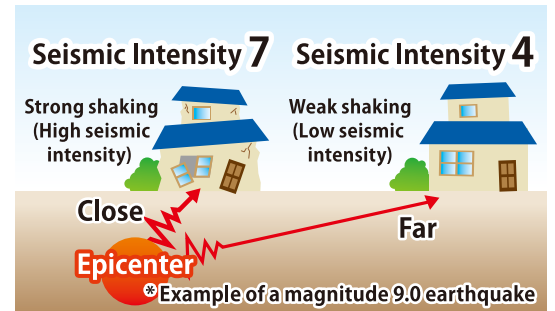 Seismic Intensity 7
Strong shaking
(High seismic
intensity)
Seismic Intensity 4
Weak shaking
(Low seismic
intensity)
Close
Far
Epicenter
*Example of a magnitude 9.0 earthquake